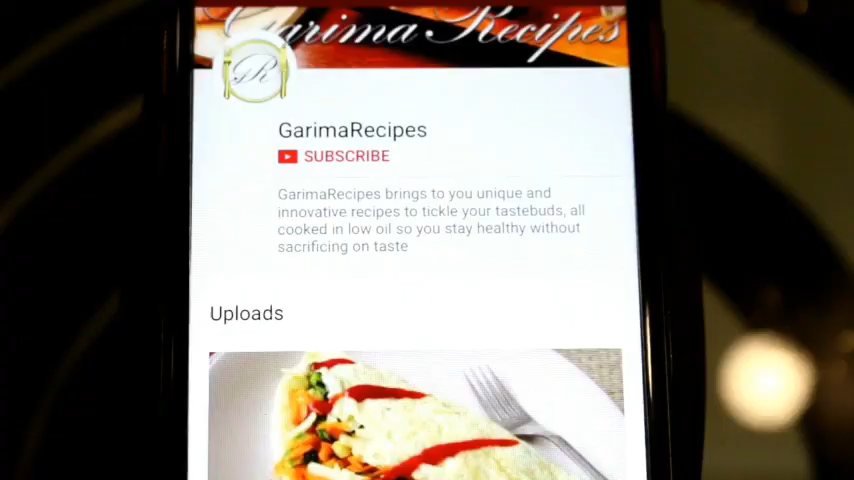 Garima Recipes
GR
GarimaRecipes
SUBSCRIBE
GarimaRecipes brings to you unique and
innovative recipes to tickle your tastebuds, all
cooked in low oil so you stay healthy without
sacrificing on taste
Uploads